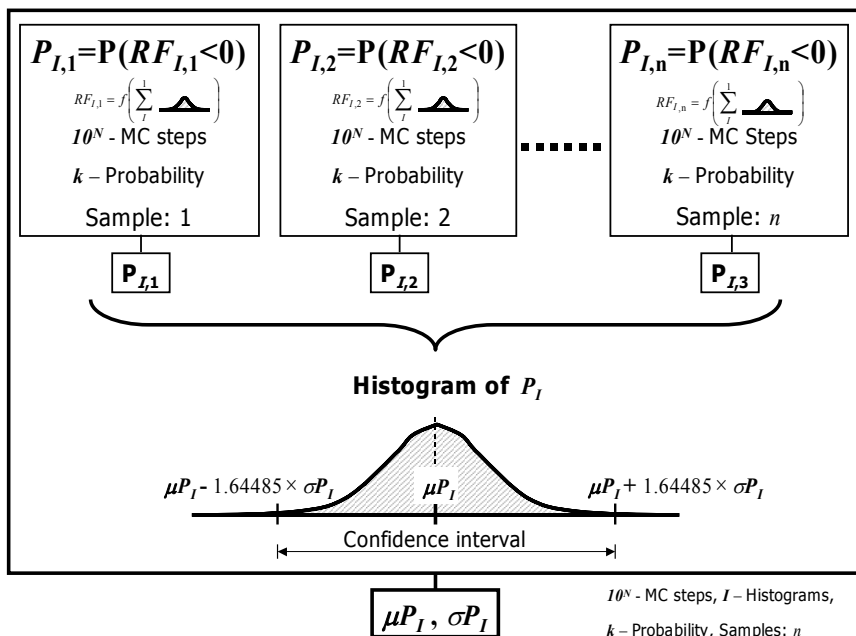 P_{I,1}=P(RF_{I,1}<0)
RF_{I,1} = f(∑_{I}^{1} )
10^N - MC steps
k – Probability
Sample: 1
P_{I,1}
P_{I,2}=P(RF_{I,2}<0)
RF_{I,2} = f(∑_{I}^{1} )
10^N - MC steps
k – Probability
Sample: 2
P_{I,2}
P_{I,n}=P(RF_{I,n}<0)
RF_{I,n} = f(∑_{I}^{1} )
10^N - MC Steps
k – Probability
Sample: n
P_{I,3}
Histogram of P_I
μP_I - 1.64485 × σP_I
μP_I
μP_I + 1.64485 × σP_I
Confidence interval
μP_I , σP_I
10^N - MC steps, I – Histograms,
k – Probability, Samples: n